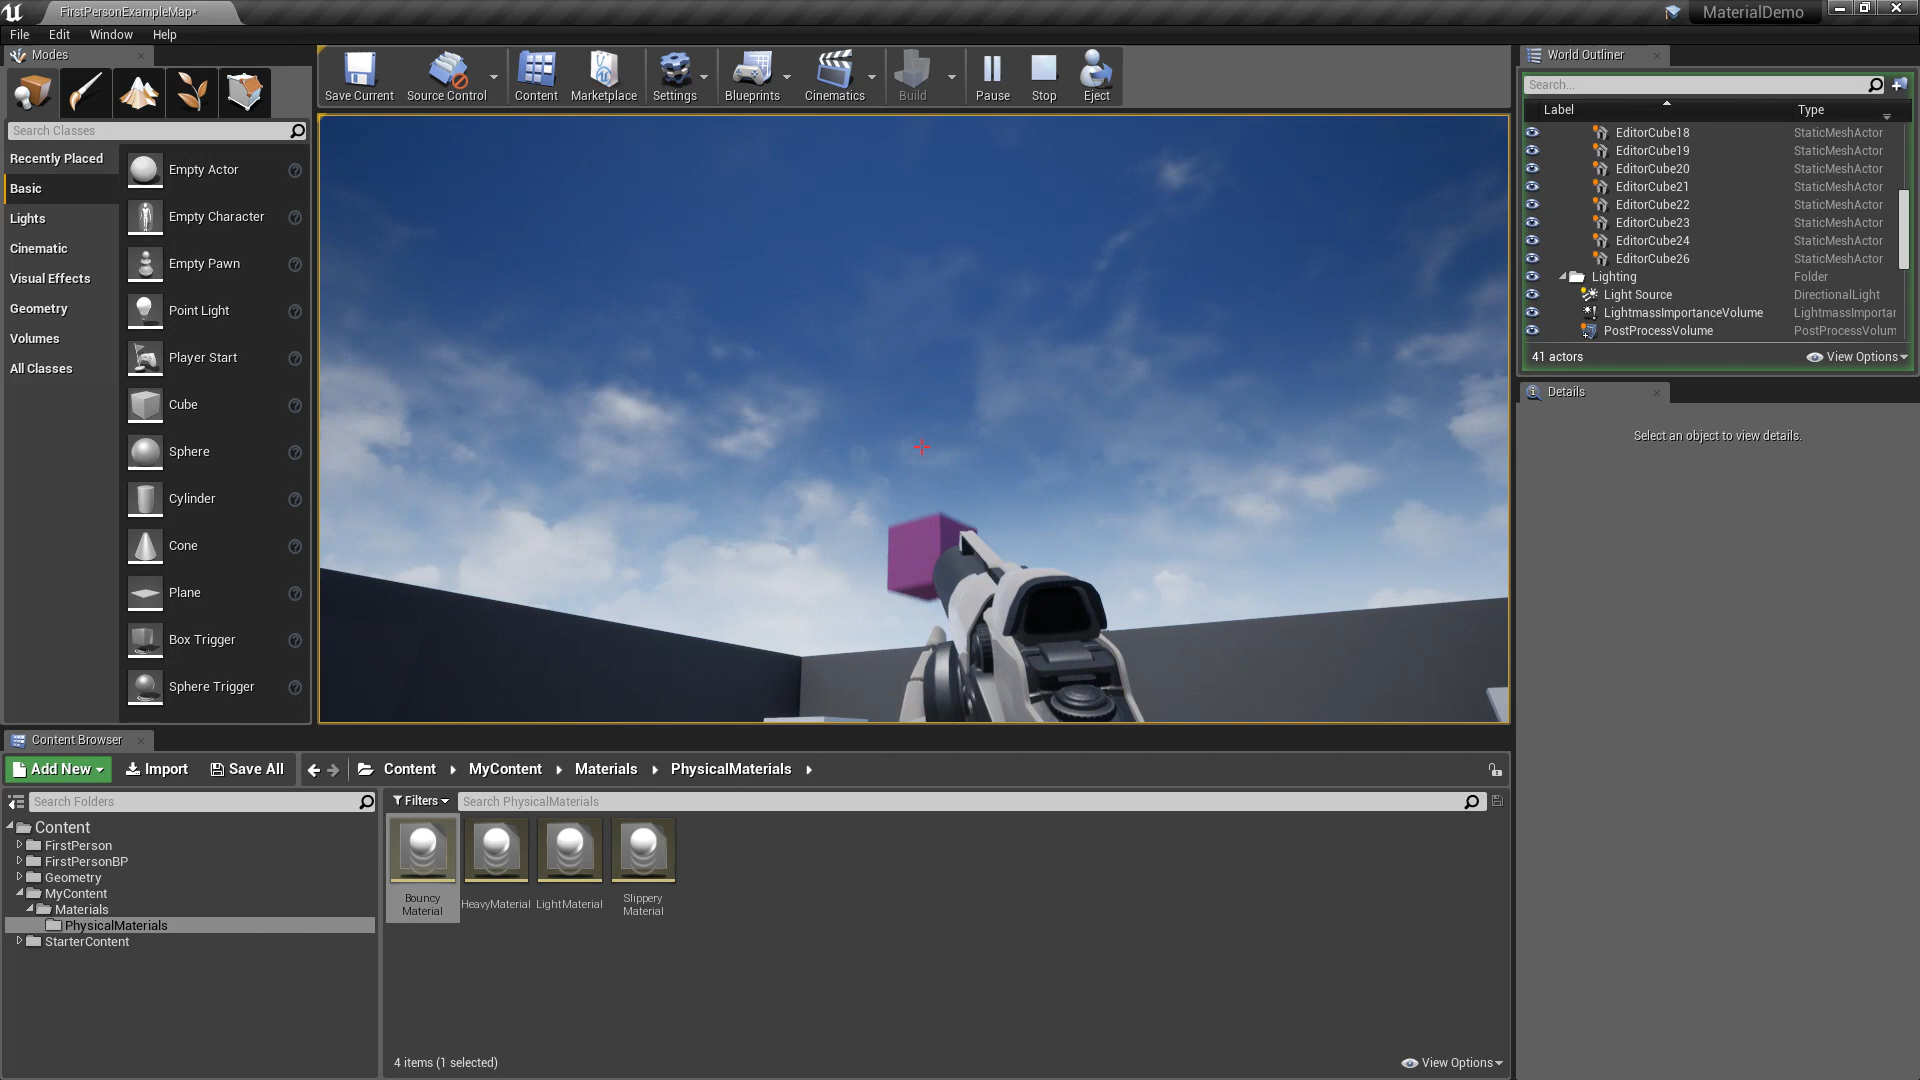 FirstPersonExampleMap*
MaterialDemo
File Edit Window Help
Modes
Search Classes
Recently Placed
Basic
Lights
Cinematic
Visual Effects
Geometry
Volumes
All Classes
Empty Actor
Empty Character
Empty Pawn
Point Light
Player Start
Cube
Sphere
Cylinder
Cone
Plane
Box Trigger
Sphere Trigger
Save Current Source Control Content Marketplace Settings Blueprints Cinematics Build Pause Stop Eject
World Outliner
Search...
Label Type
EditorCube18 StaticMeshActor
EditorCube19 StaticMeshActor
EditorCube20 StaticMeshActor
EditorCube21 StaticMeshActor
EditorCube22 StaticMeshActor
EditorCube23 StaticMeshActor
EditorCube24 StaticMeshActor
EditorCube26 StaticMeshActor
Lighting Folder
Light Source DirectionalLight
LightmassImportanceVolume LightmassImportar
PostProcessVolume PostProcessVolum
41 actors View Options
Details
Select an object to view details.
Content Browser
Add New Import Save All Content MyContent Materials PhysicalMaterials
Search Folders
Content
FirstPerson
FirstPersonBP
Geometry
MyContent
Materials
PhysicalMaterials
StarterContent
Filters Search PhysicalMaterials
Bouncy
Material
HeavyMaterial
LightMaterial
Slippery
Material
4 items (1 selected) View Options